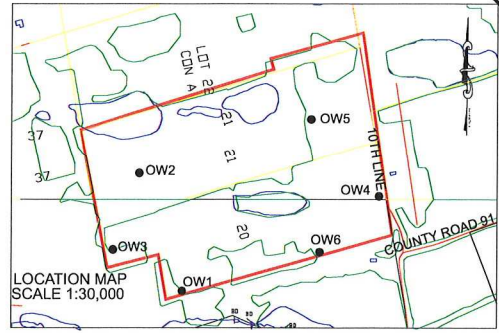 LOT 22
CON A
21
OW5
37
21
10TH LINE
37
OW2
OW4
20
COUNTY ROAD 91
OW3
OW6
LOCATION MAP
SCALE 1:30,000
OW1